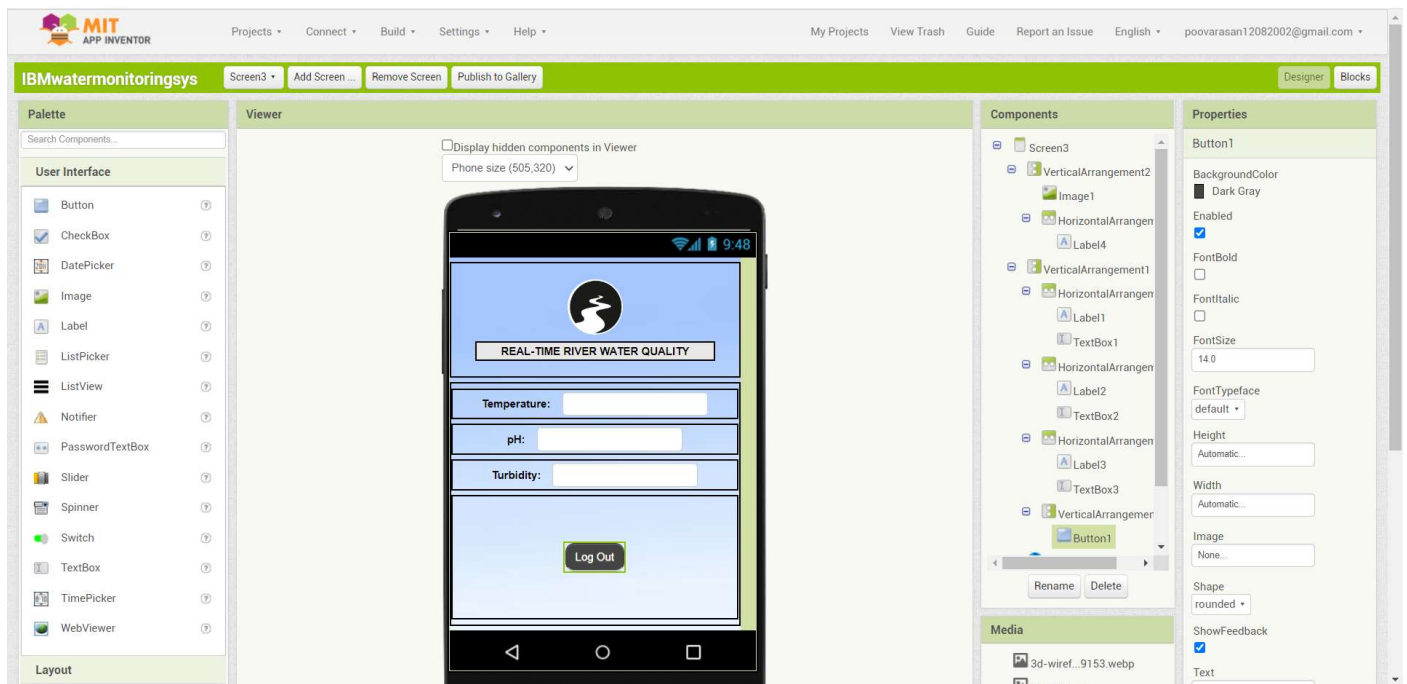 MIT
APP INVENTOR
Projects Connect Build Settings Help My Projects View Trash Guide Report an Issue English poovarasan12082002@gmail.com
IBMwatermonitoringsys Screen3 Add Screen ... Remove Screen Publish to Gallery Designer Blocks
Palette
Search Components...
User Interface
Button
CheckBox
DatePicker
Image
Label
ListPicker
ListView
Notifier
PasswordTextBox
Slider
Spinner
Switch
TextBox
TimePicker
WebViewer
Layout
Viewer
Display hidden components in Viewer
Phone size (505,320)
9:48
REAL-TIME RIVER WATER QUALITY
Temperature:
pH:
Turbidity:
Log Out
Components
Screen3
VerticalArrangement2
Image1
HorizontalArrangem
Label4
VerticalArrangement1
HorizontalArrangem
Label1
TextBox1
HorizontalArrangem
Label2
TextBox2
HorizontalArrangem
Label3
TextBox3
VerticalArrangemer
Button1
Rename Delete
Media
3d-wiref...9153.webp
Properties
Button1
BackgroundColor
Dark Gray
Enabled
FontBold
FontItalic
FontSize
14.0
FontTypeface
default
Height
Automatic...
Width
Automatic...
Image
None...
Shape
rounded
ShowFeedback
Text